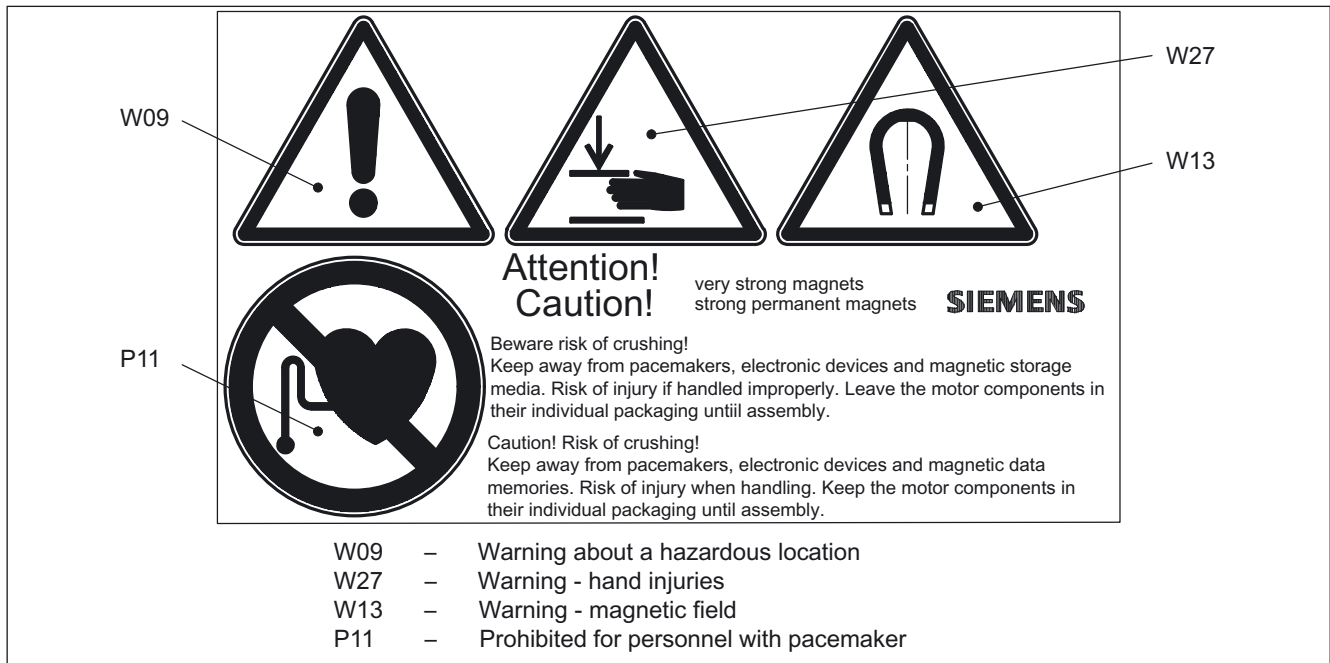 W09
W27
W13
P11
Attention!
Caution!
very strong magnets
strong permanent magnets
SIEMENS
Beware risk of crushing!
Keep away from pacemakers, electronic devices and magnetic storage
media. Risk of injury if handled improperly. Leave the motor components in
their individual packaging untiil assembly.
Caution! Risk of crushing!
Keep away from pacemakers, electronic devices and magnetic data
memories. Risk of injury when handling. Keep the motor components in
their individual packaging until assembly.
W09 – Warning about a hazardous location
W27 – Warning - hand injuries
W13 – Warning - magnetic field
P11 – Prohibited for personnel with pacemaker